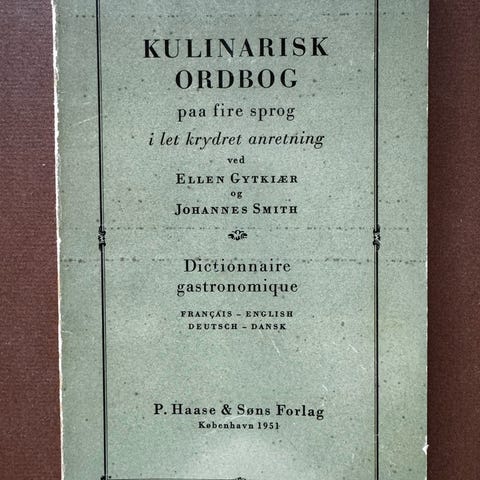 KULINARISK
ORDBOG
paa fire sprog
i let krydret anretning
ved
ELLEN GYTKIÆR
og
JOHANNES SMITH
Dictionnaire
gastronomique
FRANÇAIS – ENGLISH
DEUTSCH – DANSK
P. Haase & Søns Forlag
København 1951